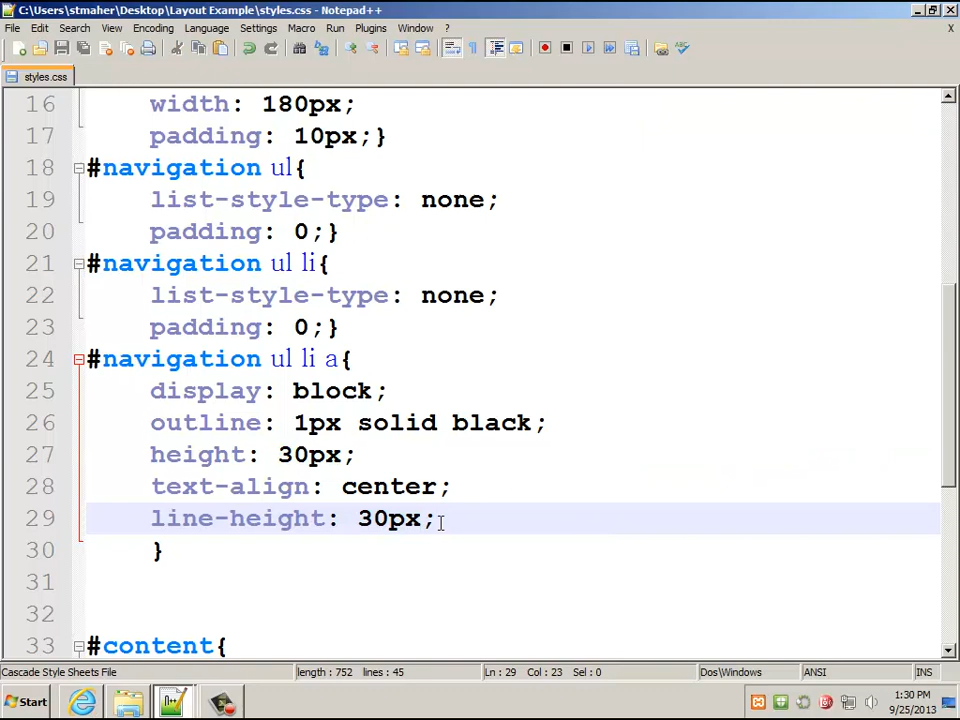 C:\Users\stmaher\Desktop\Layout Example\styles.css - Notepad++
File Edit Search View Encoding Language Settings Macro Run Plugins Window ? X
styles.css
16 width: 180px;
17 padding: 10px;}
18 #navigation ul{
19 list-style-type: none;
20 padding: 0;}
21 #navigation ul li{
22 list-style-type: none;
23 padding: 0;}
24 #navigation ul li a{
25 display: block;
26 outline: 1px solid black;
27 height: 30px;
28 text-align: center;
29 line-height: 30px;
30 }
31
32
33 #content{
Cascade Style Sheets File length : 752 lines : 45 Ln : 29 Col : 23 Sel : 0 Dos\Windows ANSI INS
Start 1:30 PM
9/25/2013